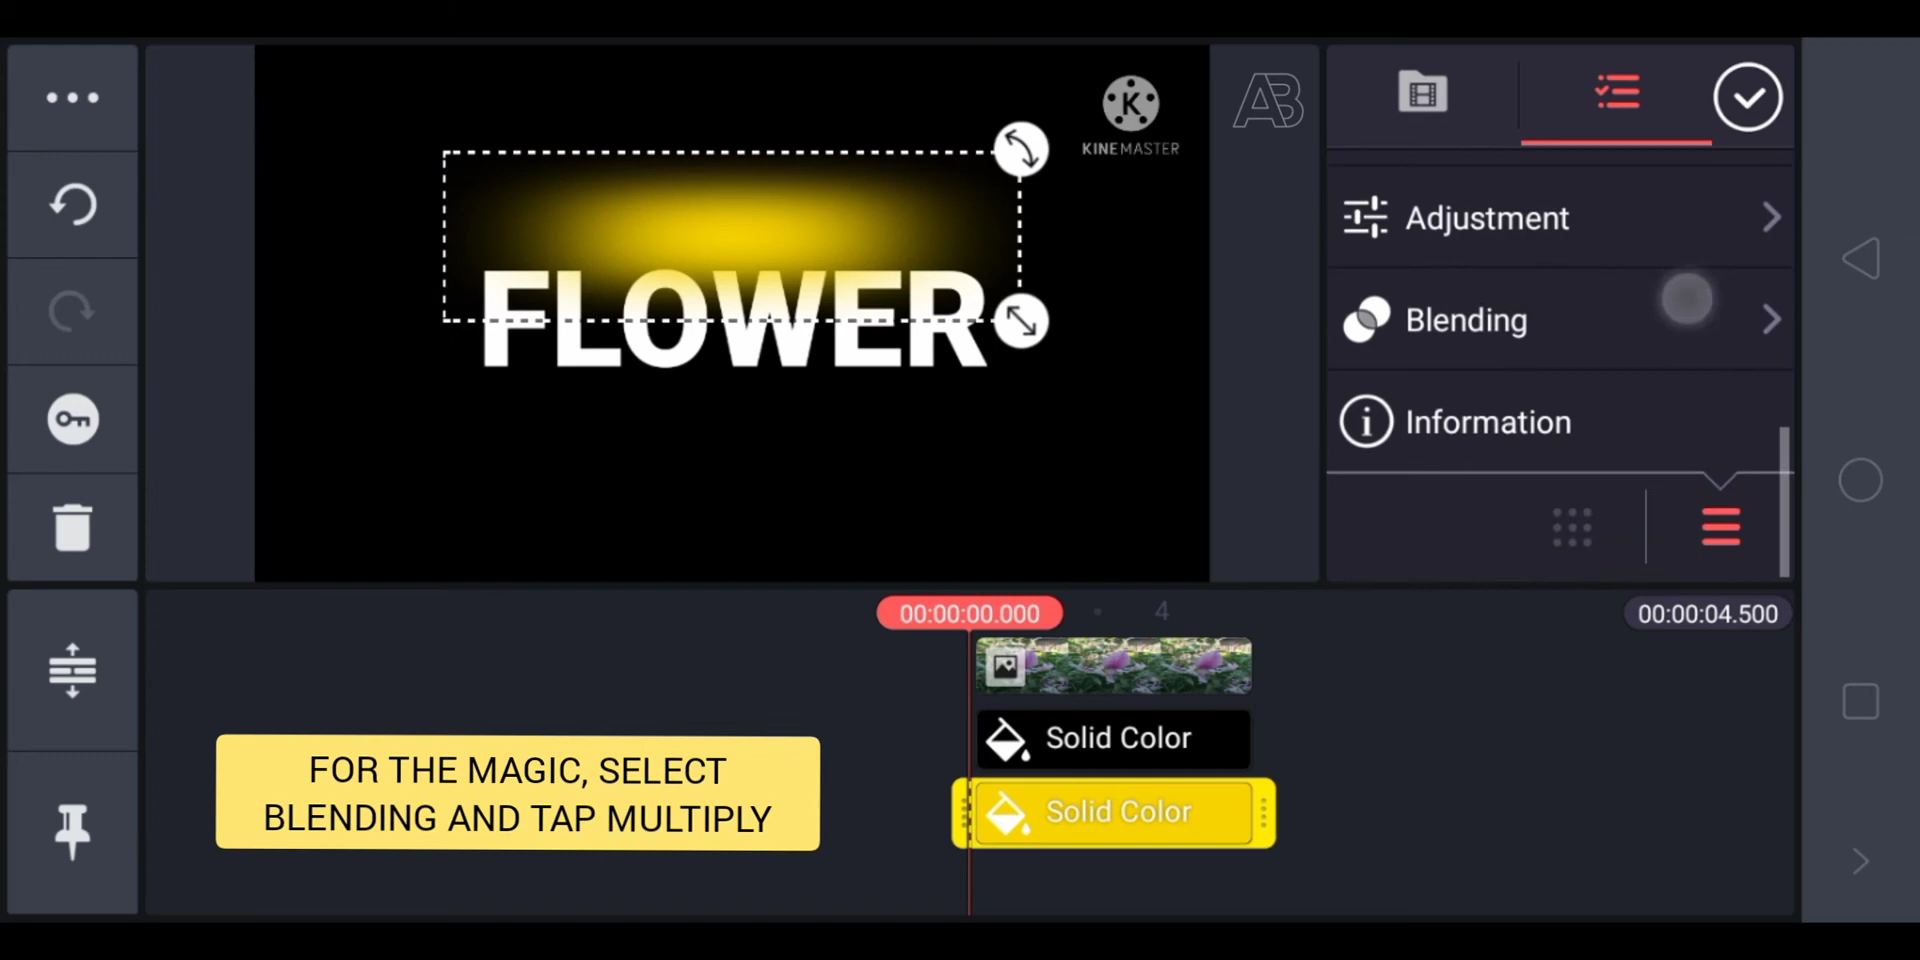 K
KINEMASTER
AB
FLOWER
Adjustment
Blending
i Information
00:00:00.000
4
00:00:04.500
Solid Color
Solid Color
FOR THE MAGIC, SELECT
BLENDING AND TAP MULTIPLY